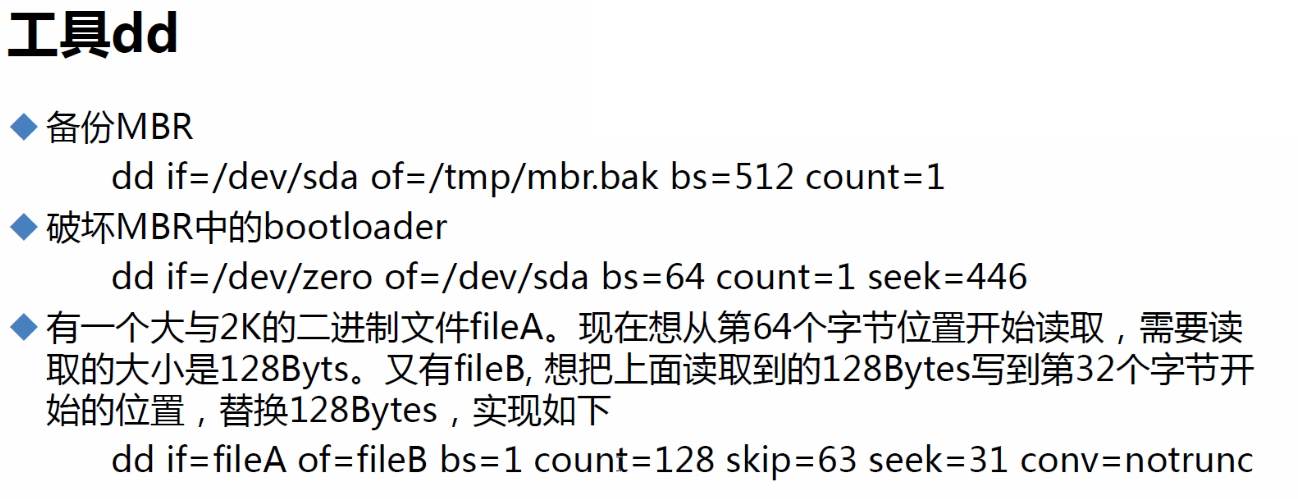 工具dd
备份MBR
dd if=/dev/sda of=/tmp/mbr.bak bs=512 count=1
破坏MBR中的bootloader
dd if=/dev/zero of=/dev/sda bs=64 count=1 seek=446
有一个大与2K的二进制文件fileA。现在想从第64个字节位置开始读取，需要读
取的大小是128Byts。又有fileB, 想把上面读取到的128Bytes写到第32个字节开
始的位置，替换128Bytes，实现如下
dd if=fileA of=fileB bs=1 count=128 skip=63 seek=31 conv=notrunc